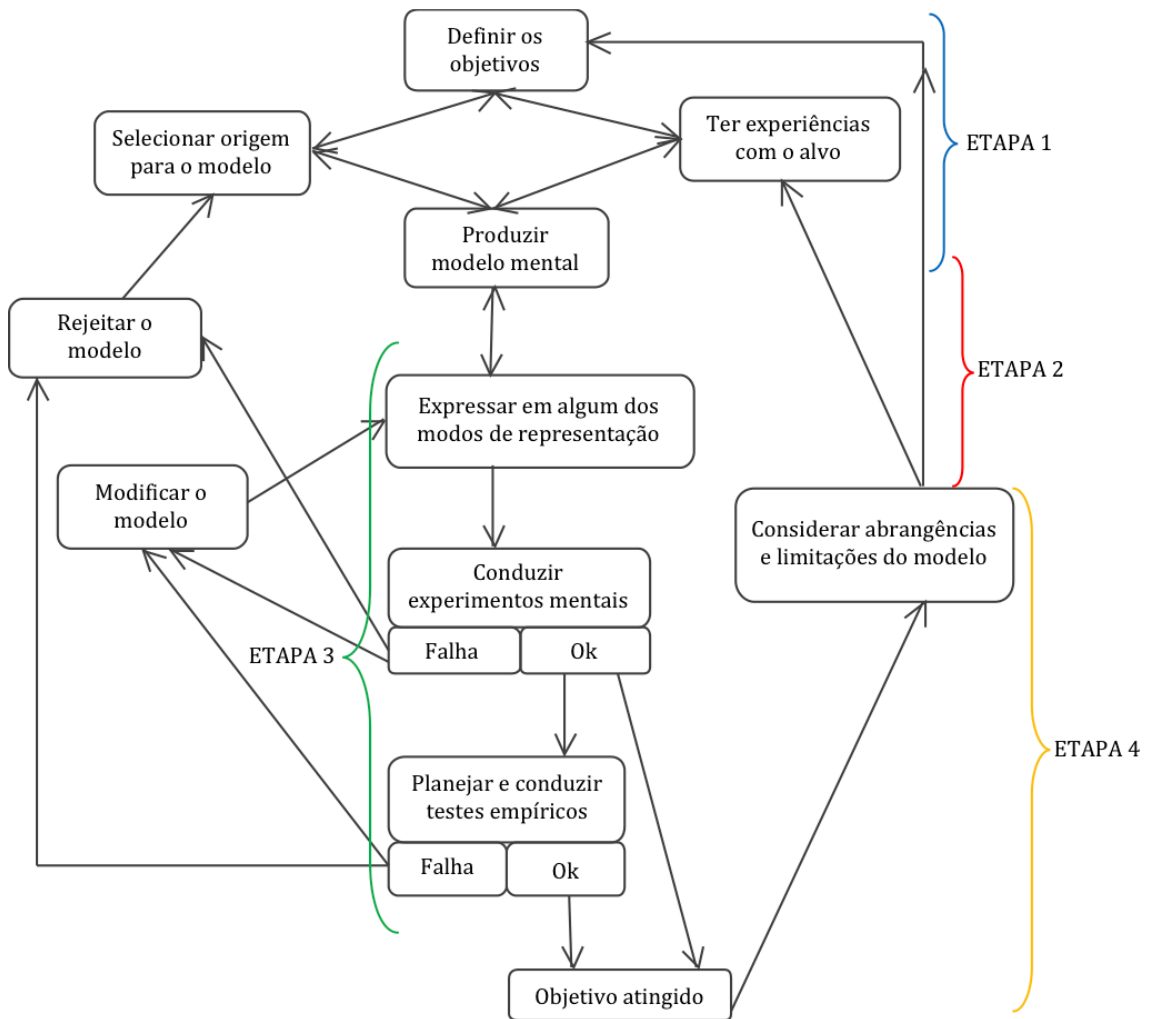 Definir os
objetivos
Selecionar origem
para o modelo
Ter experiências
com o alvo
ETAPA 1
Produzir
modelo mental
Rejeitar o
modelo
ETAPA 2
Expressar em algum dos
modos de representação
Modificar o
modelo
Considerar abrangências
e limitações do modelo
Conduzir
experimentos mentais
Falha
Ok
ETAPA 3
ETAPA 4
Planejar e conduzir
testes empíricos
Falha
Ok
Objetivo atingido